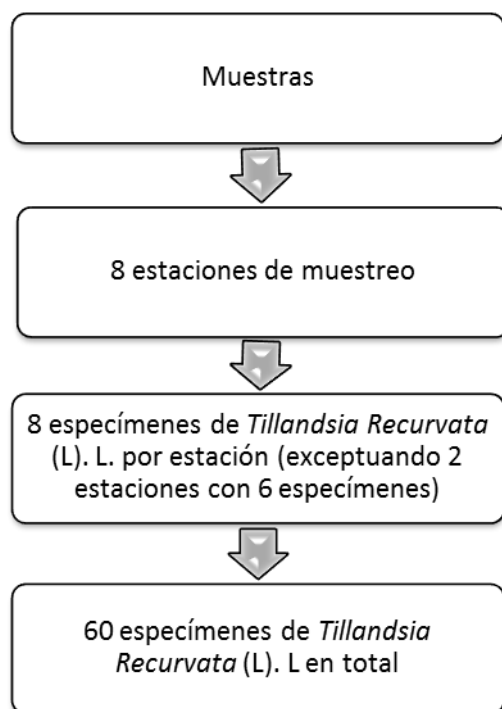 Muestras
8 estaciones de muestreo
8 especímenes de Tillandsia Recurvata
(L). L. por estación (exceptuando 2
estaciones con 6 especímenes)
60 especímenes de Tillandsia
Recurvata (L). L en total